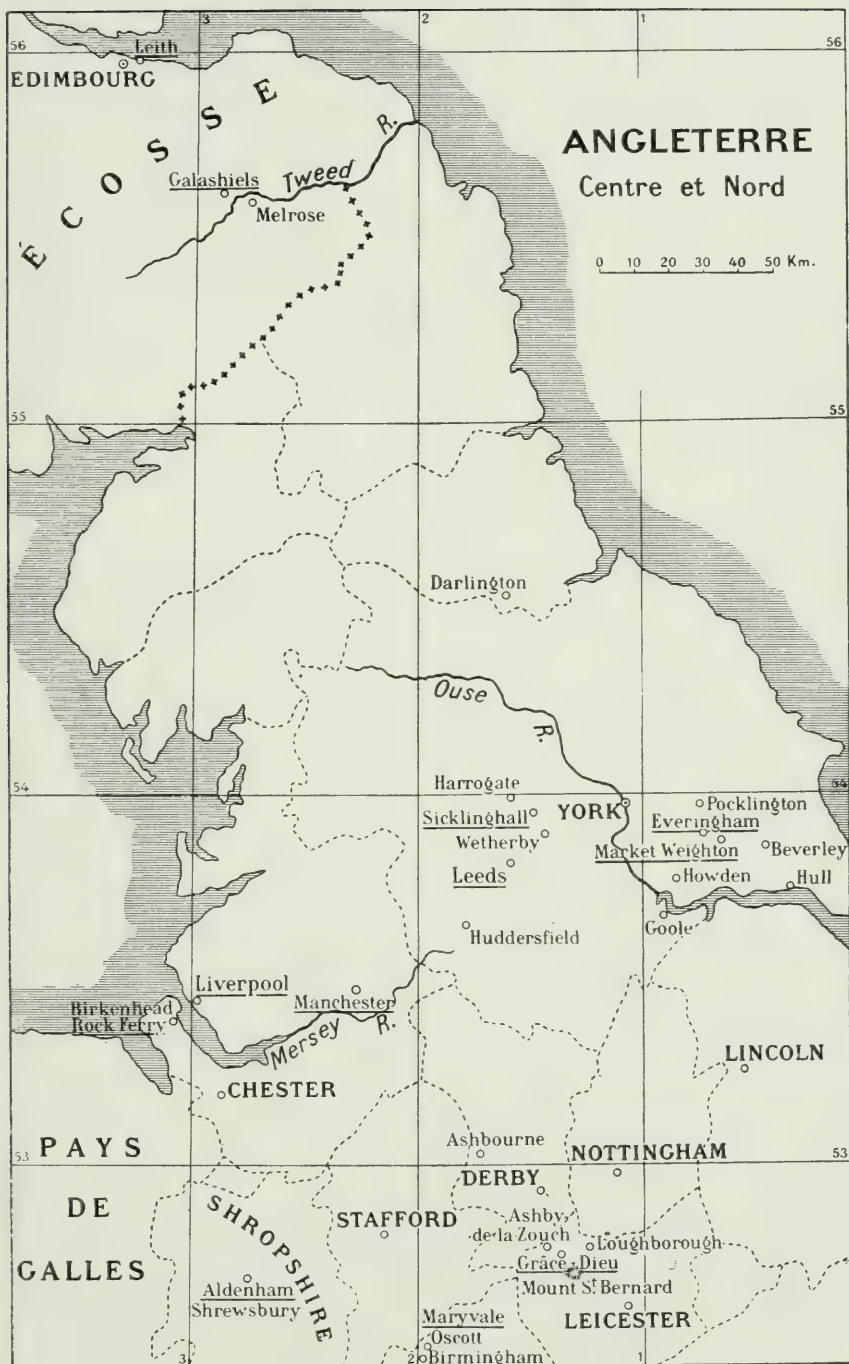 3
2
1
56
56
Leith
EDIMBOURG
ÉCOSSE
R.
Tweed
Galashiels
Melrose
ANGLETERRE
Centre et Nord
0 10 20 30 40 50 Km.
55
55
Darlington
Ouse
R.
54
54
Harrogate
Sicklinghall
Wetherby
Leeds
YORK
Pocklington
Everingham
Market Weighton
Beverley
Howden
Hull
Goole
Huddersfield
Liverpool
Manchester
Birkenhead
Rock Ferry
Mersey
R.
CHESTER
LINCOLN
PAYS
DE
GALLES
53
53
Ashbourne
DERBY
NOTTINGHAM
SHROPSHIRE
STAFFORD
Ashby
de-la Zouch
Loughborough
Grâce-Dieu
Mount St Bernard
LEICESTER
Aldenham
Shrewsbury
Maryvale
Oscott
Birmingham
3
2
1